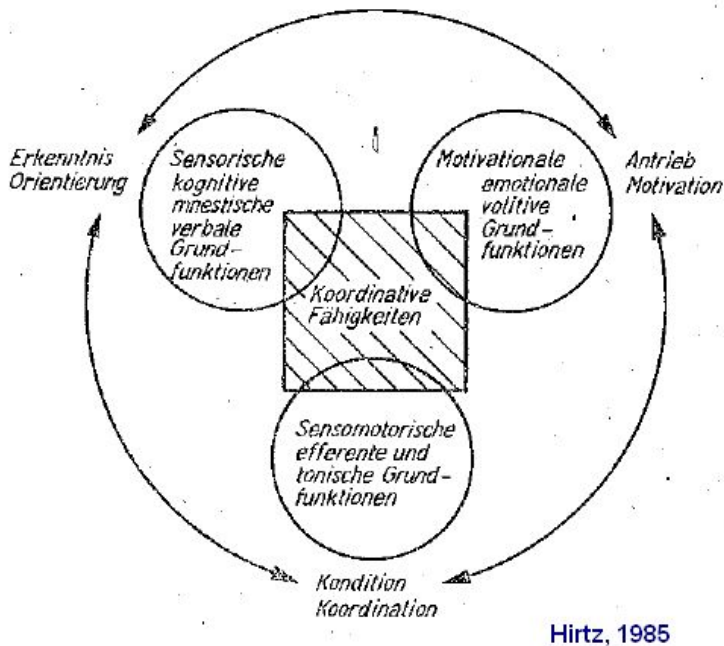 Erkenntnis
Orientierung
Sensorische
kognitive
mnestische
verbale
Grund-
funktionen
Motivationale
emotionale
volitive
Grund-
funktionen
Antrieb
Motivation
Koordinative
Fähigkeiten
Sensomotorische
efferente und
tonische Grund-
funktionen
Kondition
Koordination
Hirtz, 1985